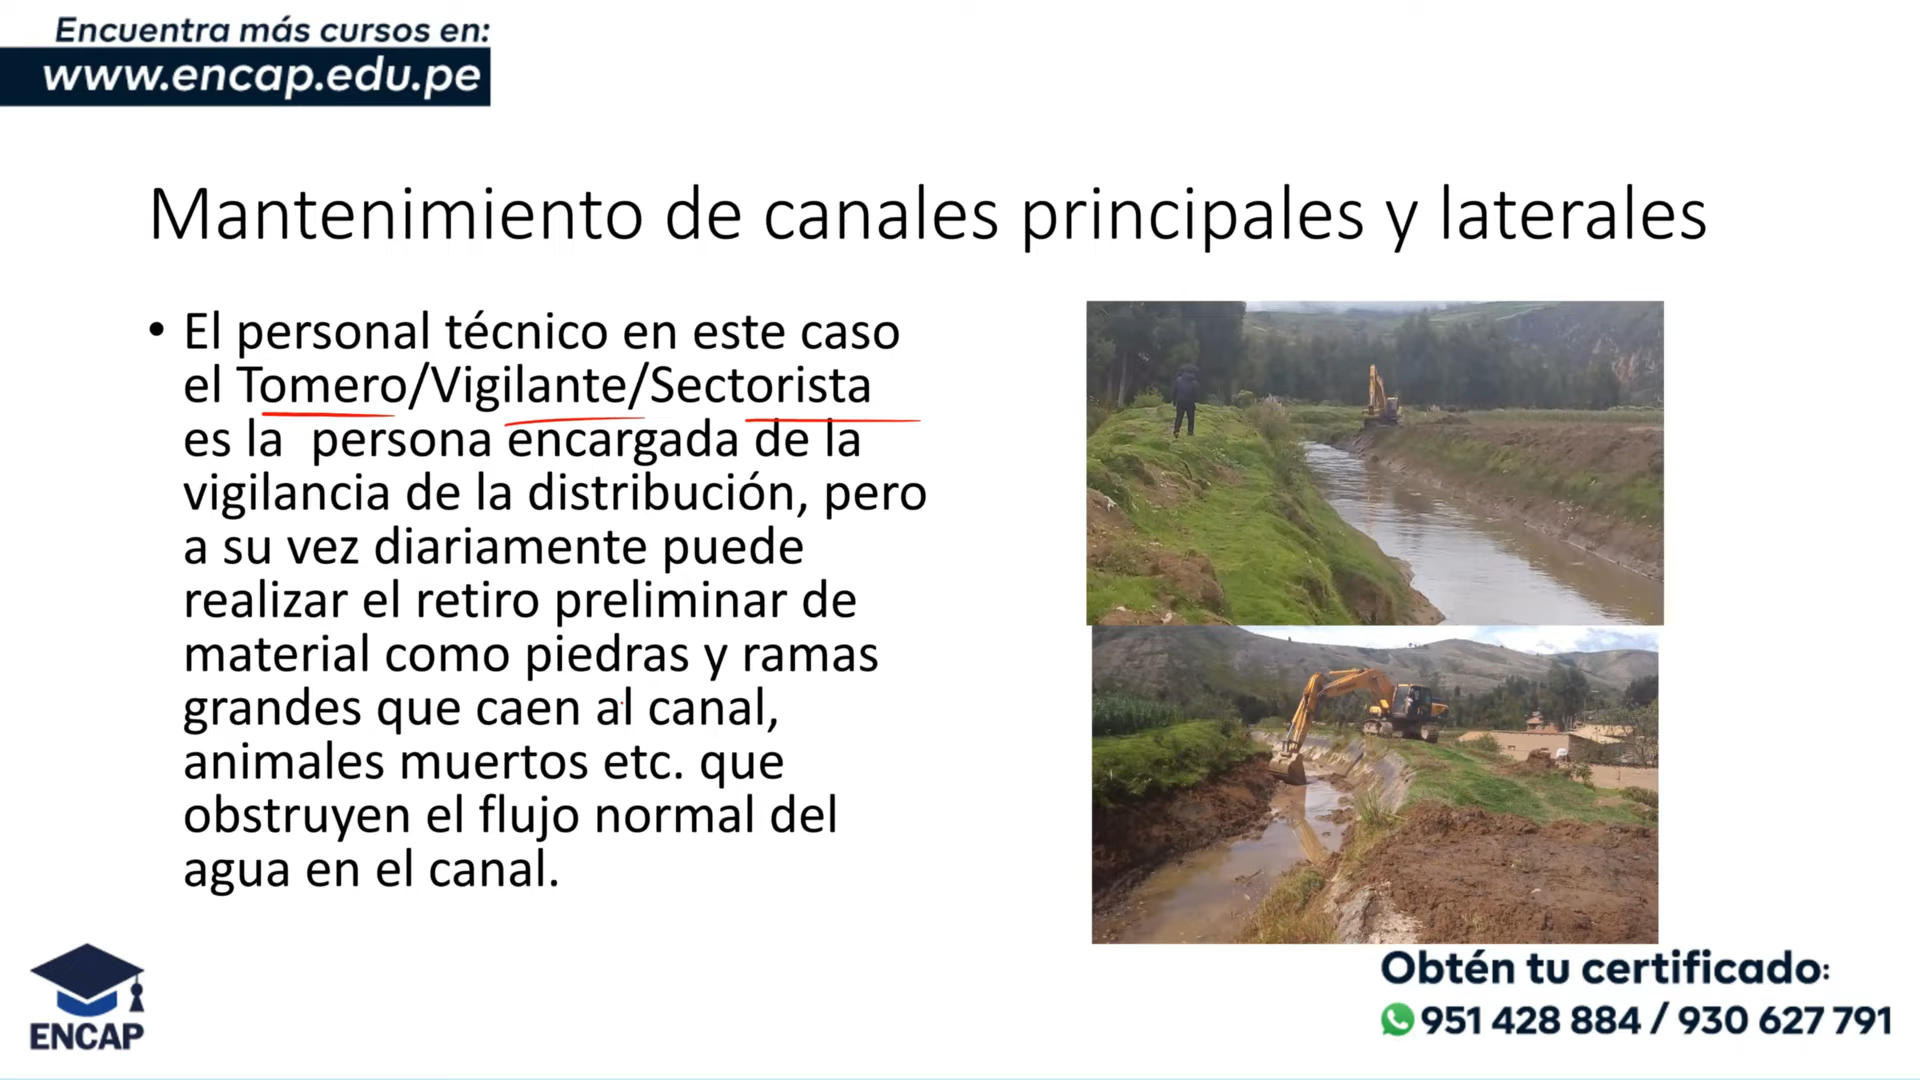 Encuentra más cursos en:
www.encap.edu.pe
Mantenimiento de canales principales y laterales
• El personal técnico en este caso
el Tomero/Vigilante/Sectorista
es la  persona encargada de la
vigilancia de la distribución, pero
a su vez diariamente puede
realizar el retiro preliminar de
material como piedras y ramas
grandes que caen al canal,
animales muertos etc. que
obstruyen el flujo normal del
agua en el canal.
ENCAP
Obtén tu certificado:
951 428 884 / 930 627 791